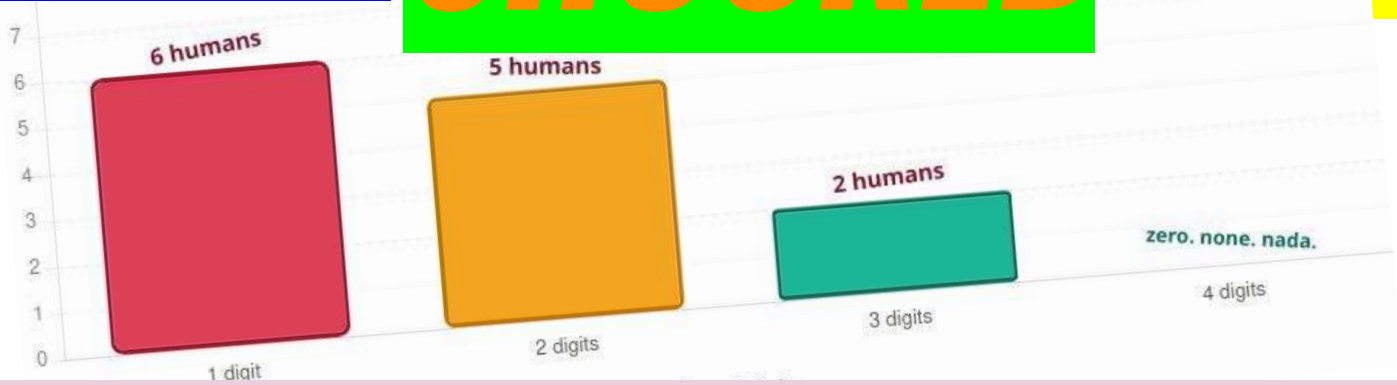 7
6 humans
6
5 humans
5
4
2 humans
3
zero. none. nada.
2
1
4 digits
3 digits
0
2 digits
1 digit